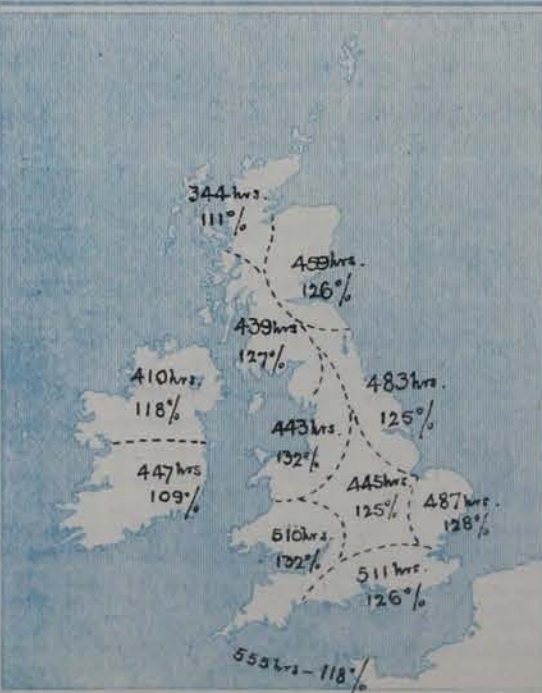 344 hrs.
111%
459 hrs.
126%
439 hrs.
127%
410 hrs.
118%
483 hrs.
125%
443 hrs.
132%
447 hrs
109%
445 hrs.
125%
487 hrs.
128%
510 hrs.
132%
511 hrs.
126%
555 hrs - 118%